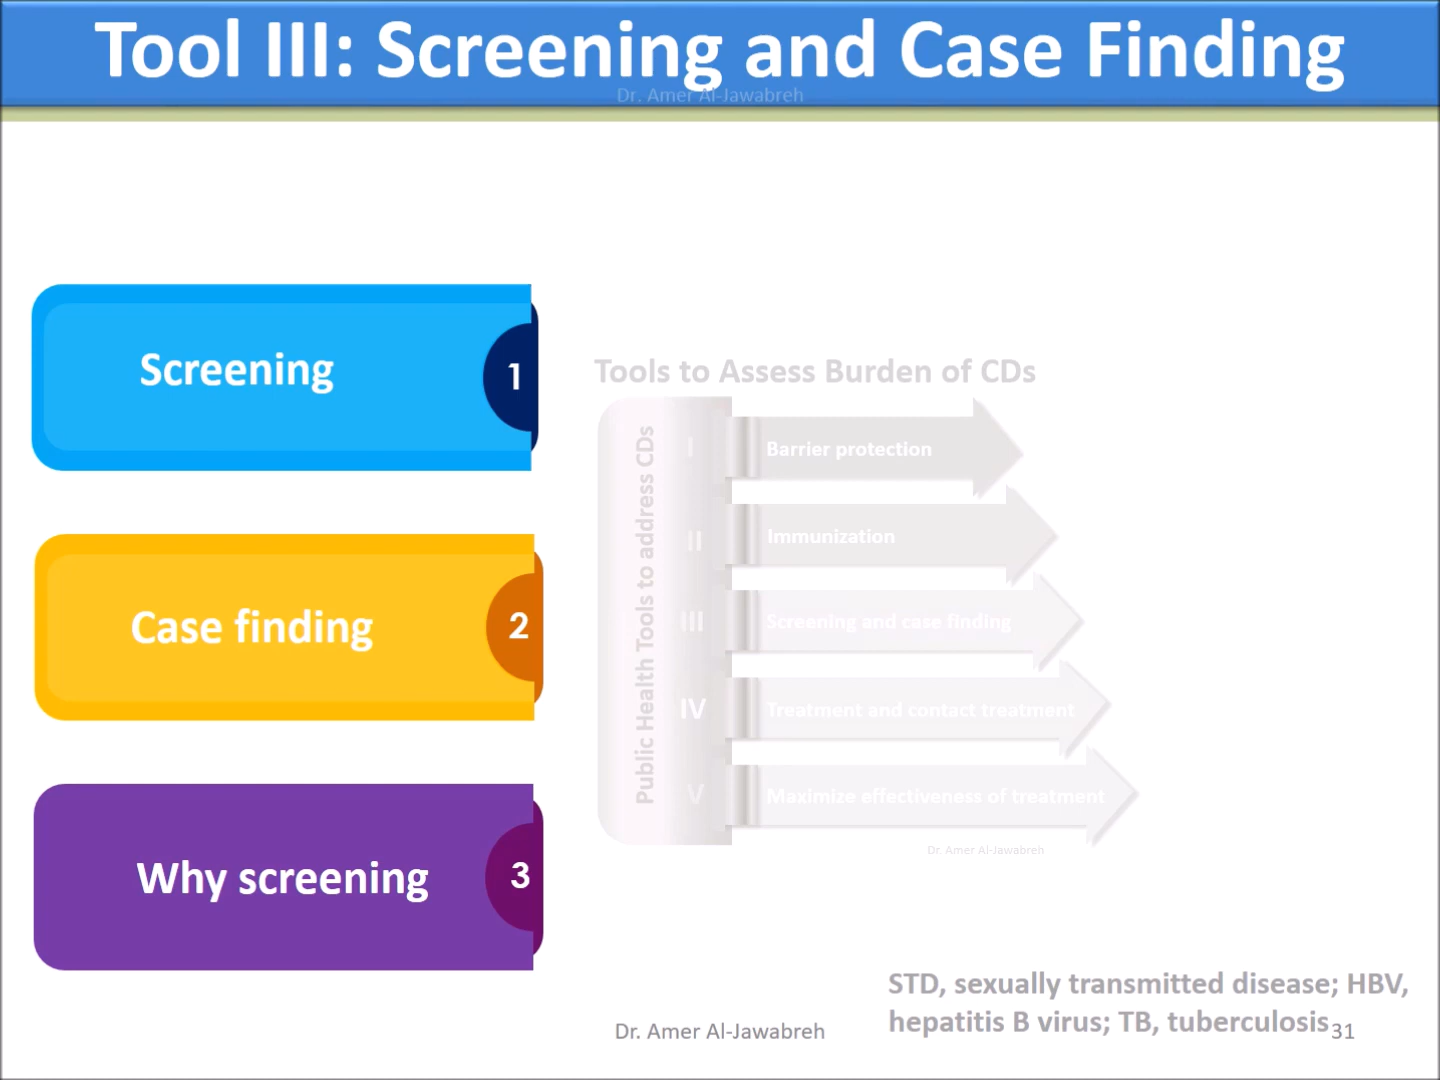 Tool III: Screening and Case Finding
Dr. Amer Al-Jawabreh
Screening
1
Case finding
2
Why screening
3
Tools to Assess Burden of CDs
Public Health Tools to address CDs
I
Barrier protection
II
Immunization
III
Screening and case finding
IV
Treatment and contact treatment
V
Maximize effectiveness of treatment
Dr. Amer Al-Jawabreh
STD, sexually transmitted disease; HBV,
hepatitis B virus; TB, tuberculosis
Dr. Amer Al-Jawabreh
31